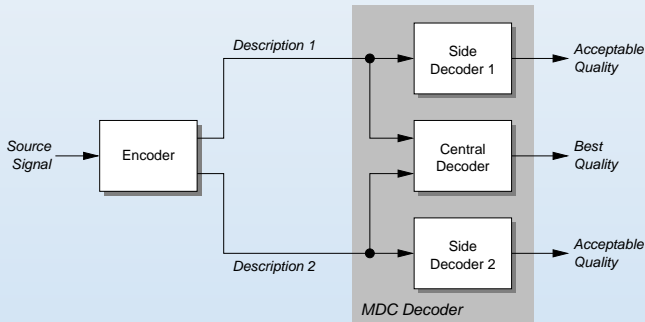 Description 1
Side
Decoder 1
Acceptable
Quality
Source
Signal
Encoder
Central
Decoder
Best
Quality
Description 2
Side
Decoder 2
Acceptable
Quality
MDC Decoder